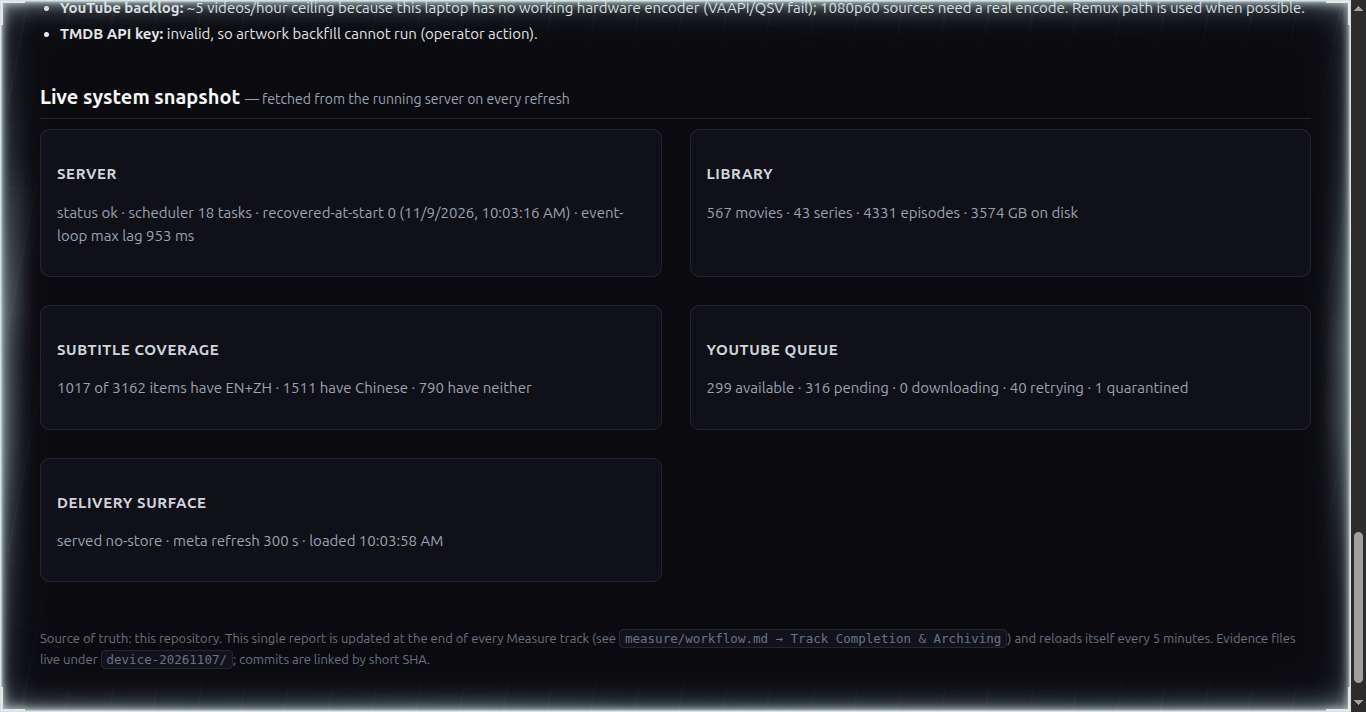 • YouTube backlog: ~5 videos/hour ceiling because this laptop has no working hardware encoder (VAAPI/QSV fail); 1080p60 sources need a real encode. Remux path is used when possible.
• TMDB API key: invalid, so artwork backfill cannot run (operator action).
Live system snapshot — fetched from the running server on every refresh
SERVER
status ok · scheduler 18 tasks · recovered-at-start 0 (11/9/2026, 10:03:16 AM) · event-
loop max lag 953 ms
LIBRARY
567 movies · 43 series · 4331 episodes · 3574 GB on disk
SUBTITLE COVERAGE
1017 of 3162 items have EN+ZH · 1511 have Chinese · 790 have neither
YOUTUBE QUEUE
299 available · 316 pending · 0 downloading · 40 retrying · 1 quarantined
DELIVERY SURFACE
served no-store · meta refresh 300 s · loaded 10:03:58 AM
Source of truth: this repository. This single report is updated at the end of every Measure track (see measure/workflow.md → Track Completion & Archiving) and reloads itself every 5 minutes. Evidence files
live under device-20261107/; commits are linked by short SHA.